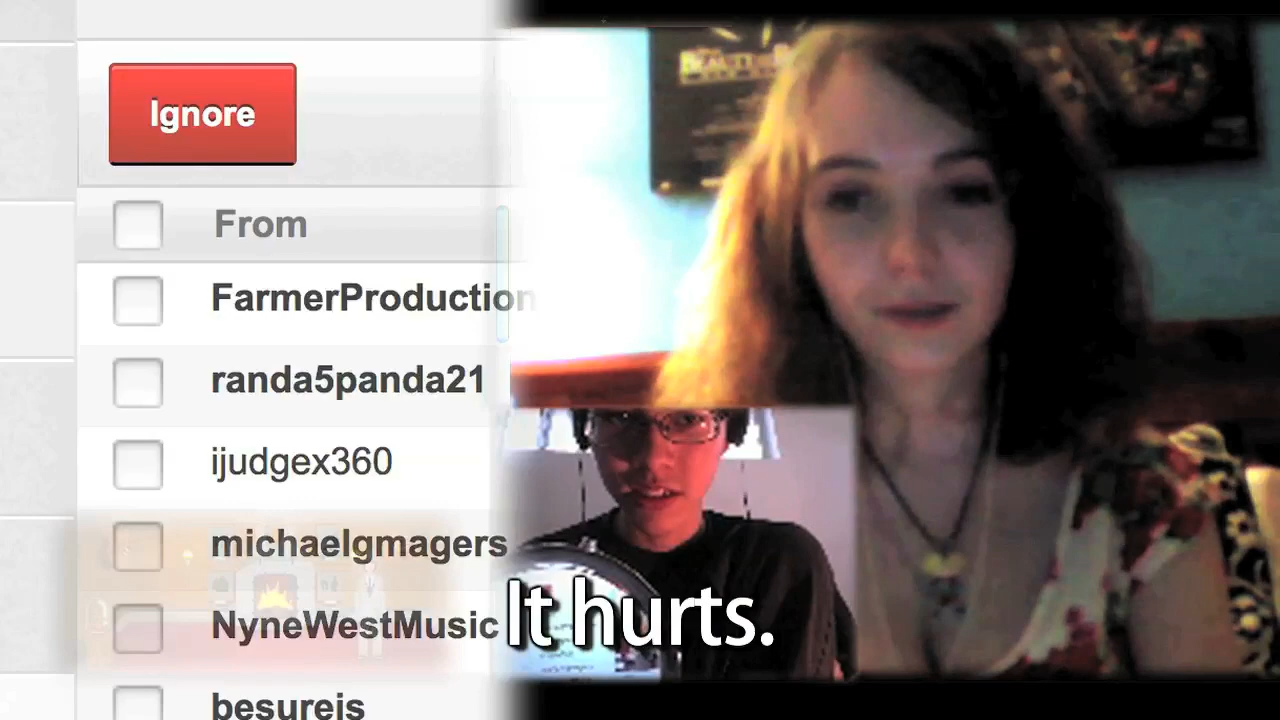 Ignore
From
FarmerProduction
randa5panda21
ijudgex360
michaelgmagers
NyneWestMusic
besureis
It hurts.